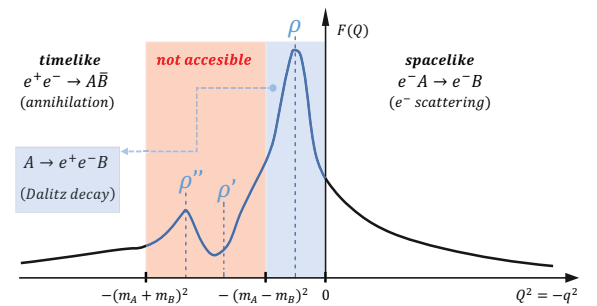 ρ
F(Q)
timelike
e⁺e⁻ → AB̅
(annihilation)
not accesible
spacelike
e⁻A → e⁻B
(e⁻ scattering)
A → e⁺e⁻B
(Dalitz decay)
ρ''
ρ'
−(m_A + m_B)²
− (m_A − m_B)²
0
Q² = −q²